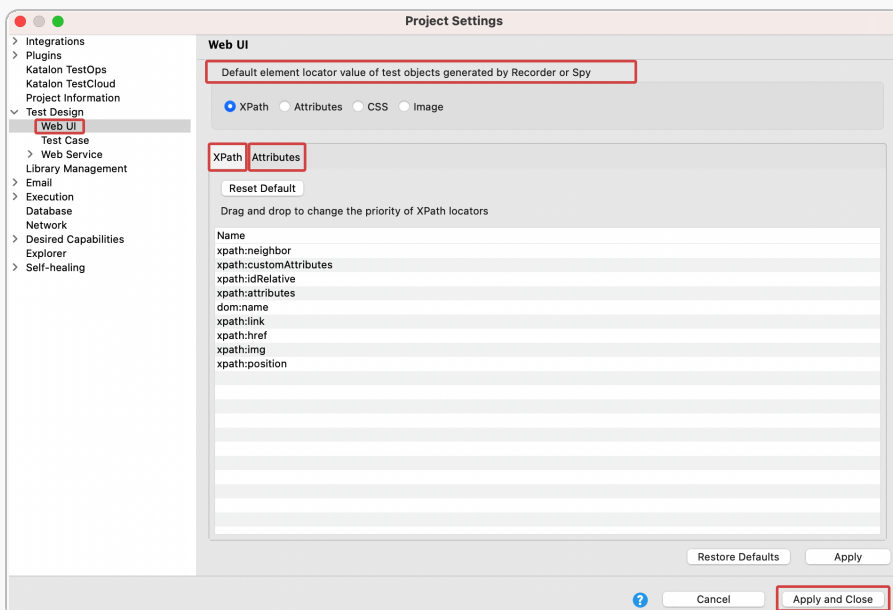 Project Settings
Integrations
Plugins
Katalon TestOps
Katalon TestCloud
Project Information
Test Design
Web UI
Test Case
Web Service
Library Management
Email
Execution
Database
Network
Desired Capabilities
Explorer
Self-healing
Web UI
Default element locator value of test objects generated by Recorder or Spy
XPath Attributes CSS Image
XPath Attributes
Reset Default
Drag and drop to change the priority of XPath locators
Name
xpath:neighbor
xpath:customAttributes
xpath:idRelative
xpath:attributes
dom:name
xpath:link
xpath:href
xpath:img
xpath:position
Restore Defaults Apply
? Cancel Apply and Close